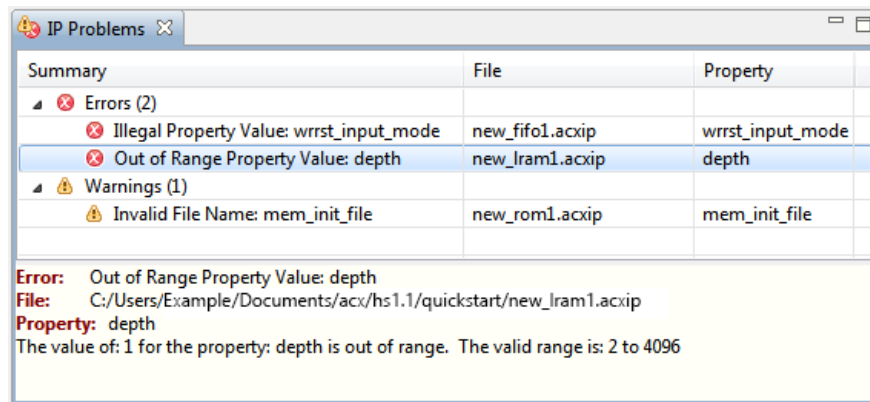 IP Problems
Summary File Property
Errors (2)
Illegal Property Value: wrrst_input_mode new_fifo1.acxip wrrst_input_mode
Out of Range Property Value: depth new_lram1.acxip depth
Warnings (1)
Invalid File Name: mem_init_file new_rom1.acxip mem_init_file
Error: Out of Range Property Value: depth
File: C:/Users/Example/Documents/acx/hs1.1/quickstart/new_lram1.acxip
Property: depth
The value of: 1 for the property: depth is out of range. The valid range is: 2 to 4096